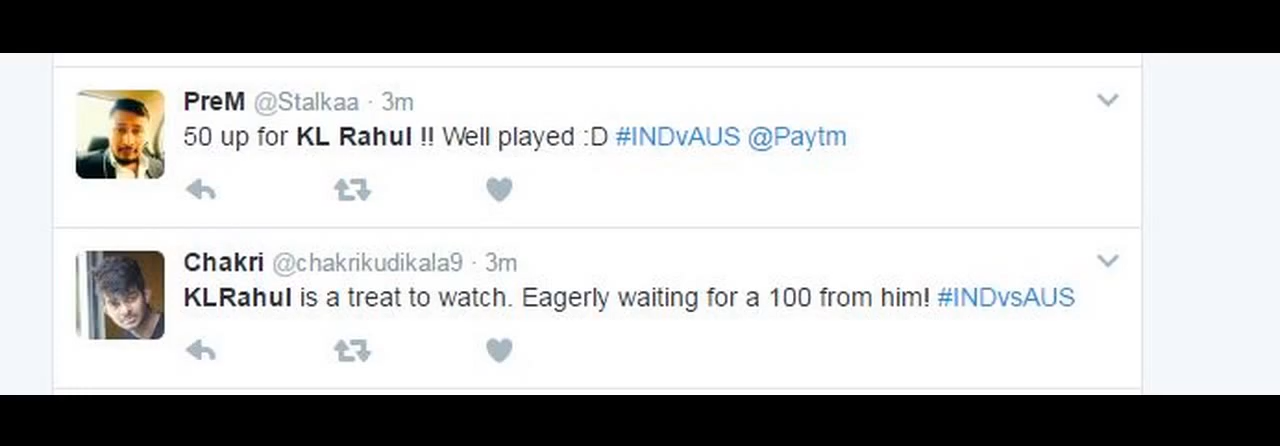 PreM @Stalkaa · 3m
50 up for KL Rahul !! Well played :D #INDvAUS @Paytm
Chakri @chakrikudikala9 · 3m
KLRahul is a treat to watch. Eagerly waiting for a 100 from him! #INDvsAUS